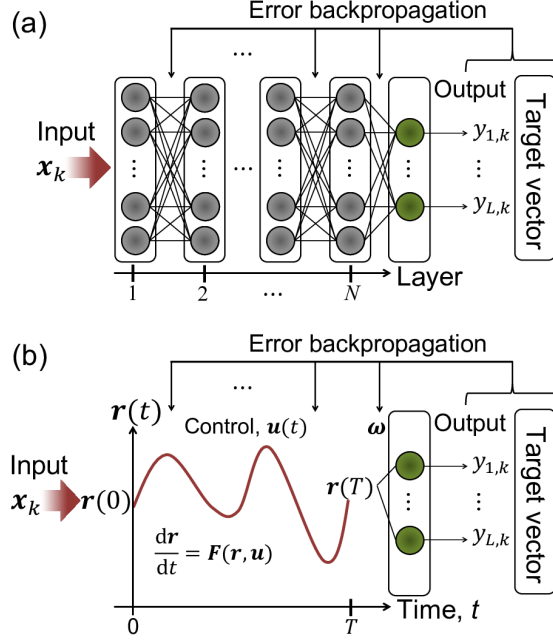 (a)
Error backpropagation
...
Input
x_k
Output
y_{1,k}
⋮
y_{L,k}
Target vector
⋮
⋮
...
⋮
⋮
⋮
Layer
1
2
...
N
(b)
Error backpropagation
...
r(t)
Control, u(t)
ω
Output
Input
x_k
r(0)
r(T)
y_{1,k}
⋮
⋮
y_{L,k}
Target vector
dr/dt = F(r, u)
0
T
Time, t